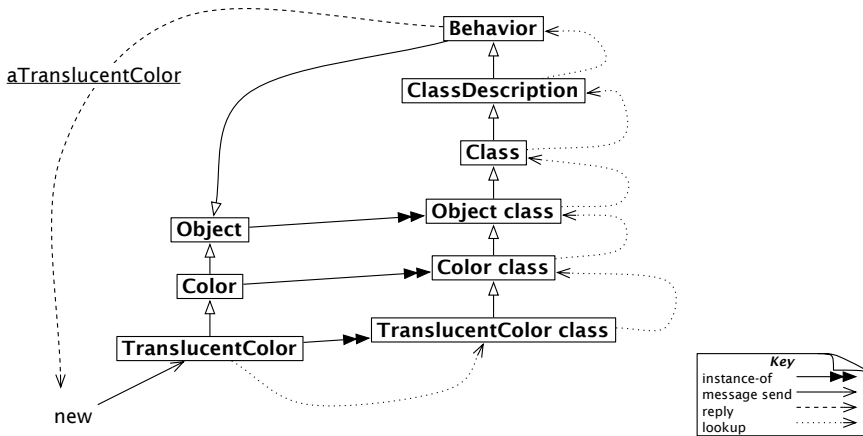 Behavior
aTranslucentColor
ClassDescription
Class
Object class
Object
Color class
Color
TranslucentColor class
TranslucentColor
new
Key
instance-of
message send
reply
lookup